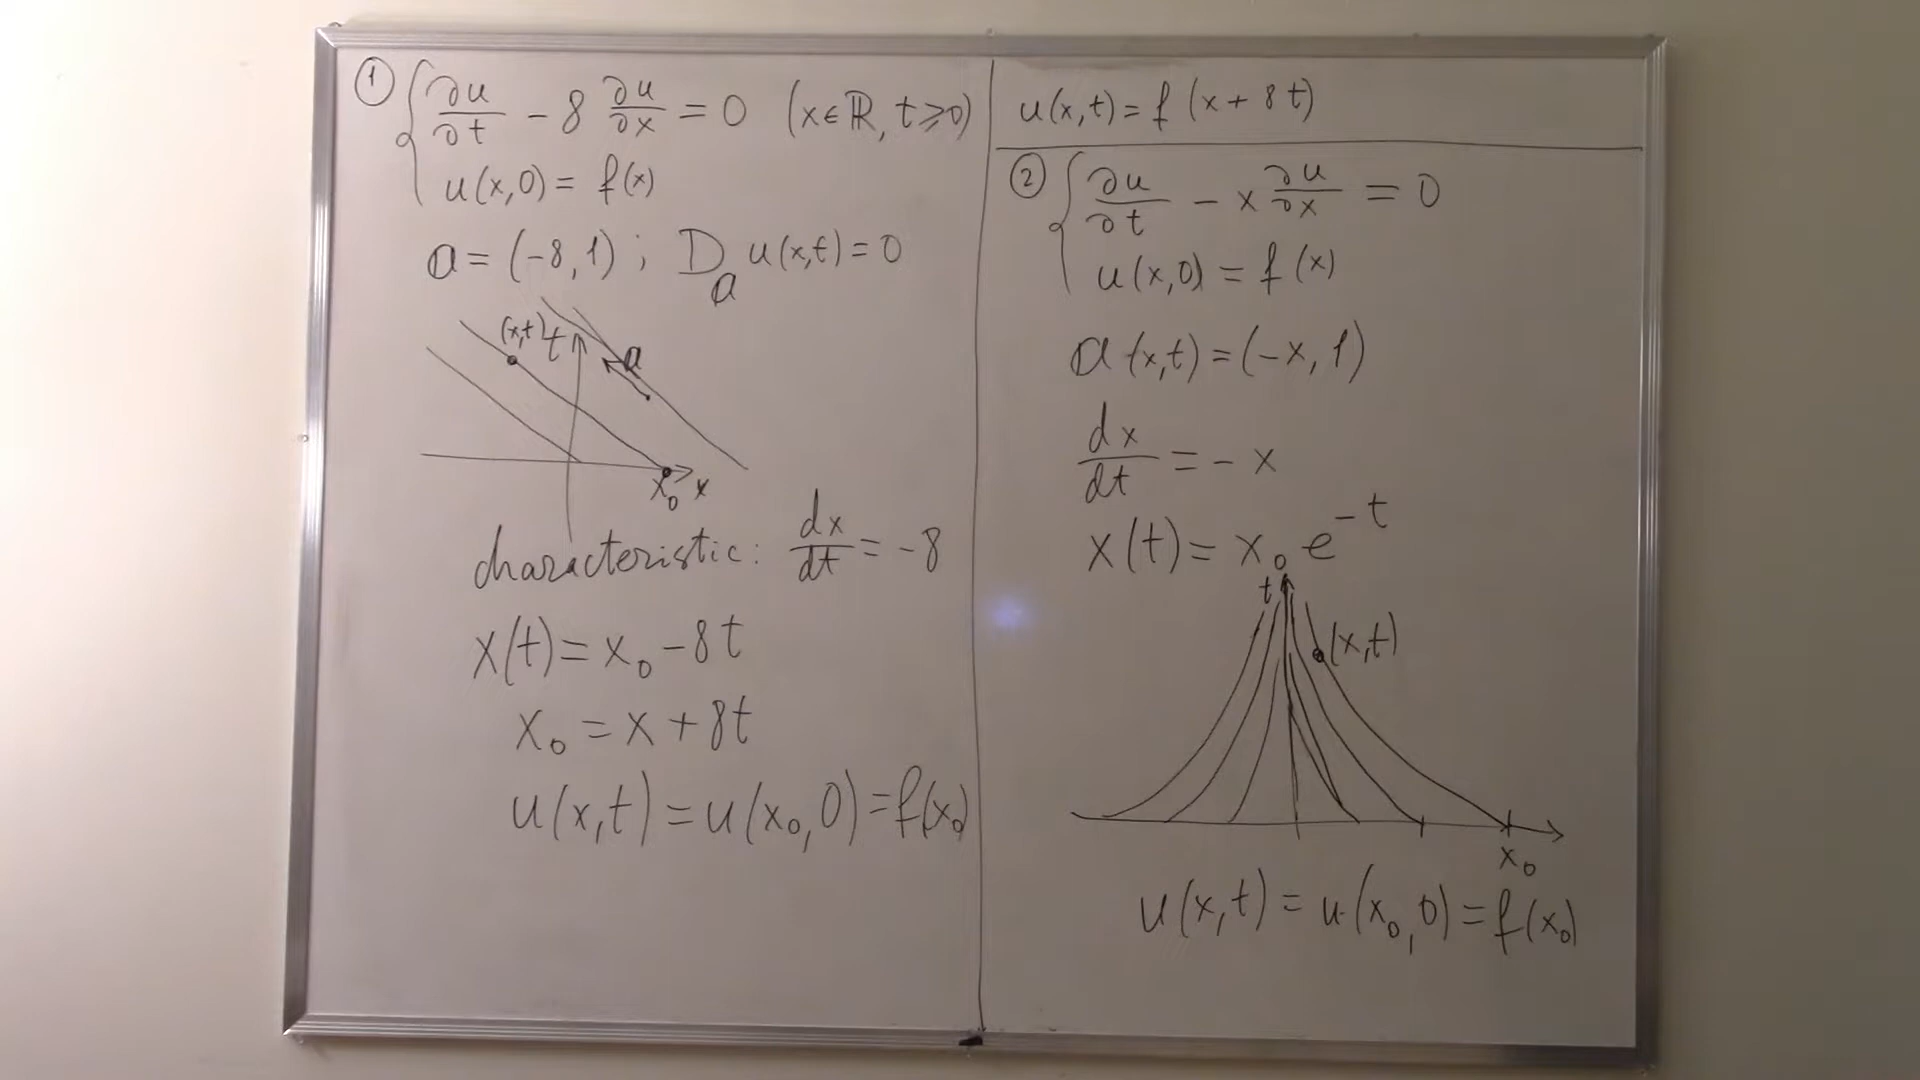 ① { ∂u/∂t - 8 ∂u/∂x = 0 (x∈ℝ, t⩾0)
u(x,0) = f(x)
a = (-8,1) ; D_a u(x,t) = 0
(x,t) t
a
x₀ x
characteristic: dx/dt = -8
x(t) = x₀ - 8t
x₀ = x + 8t
u(x,t) = u(x₀,0) = f(x₀)
u(x,t) = f(x + 8t)
② { ∂u/∂t - x ∂u/∂x = 0
u(x,0) = f(x)
a(x,t) = (-x, 1)
dx/dt = - x
x(t) = x₀ e^{-t}
t
(x,t)
x₀
u(x,t) = u(x₀,0) = f(x₀)